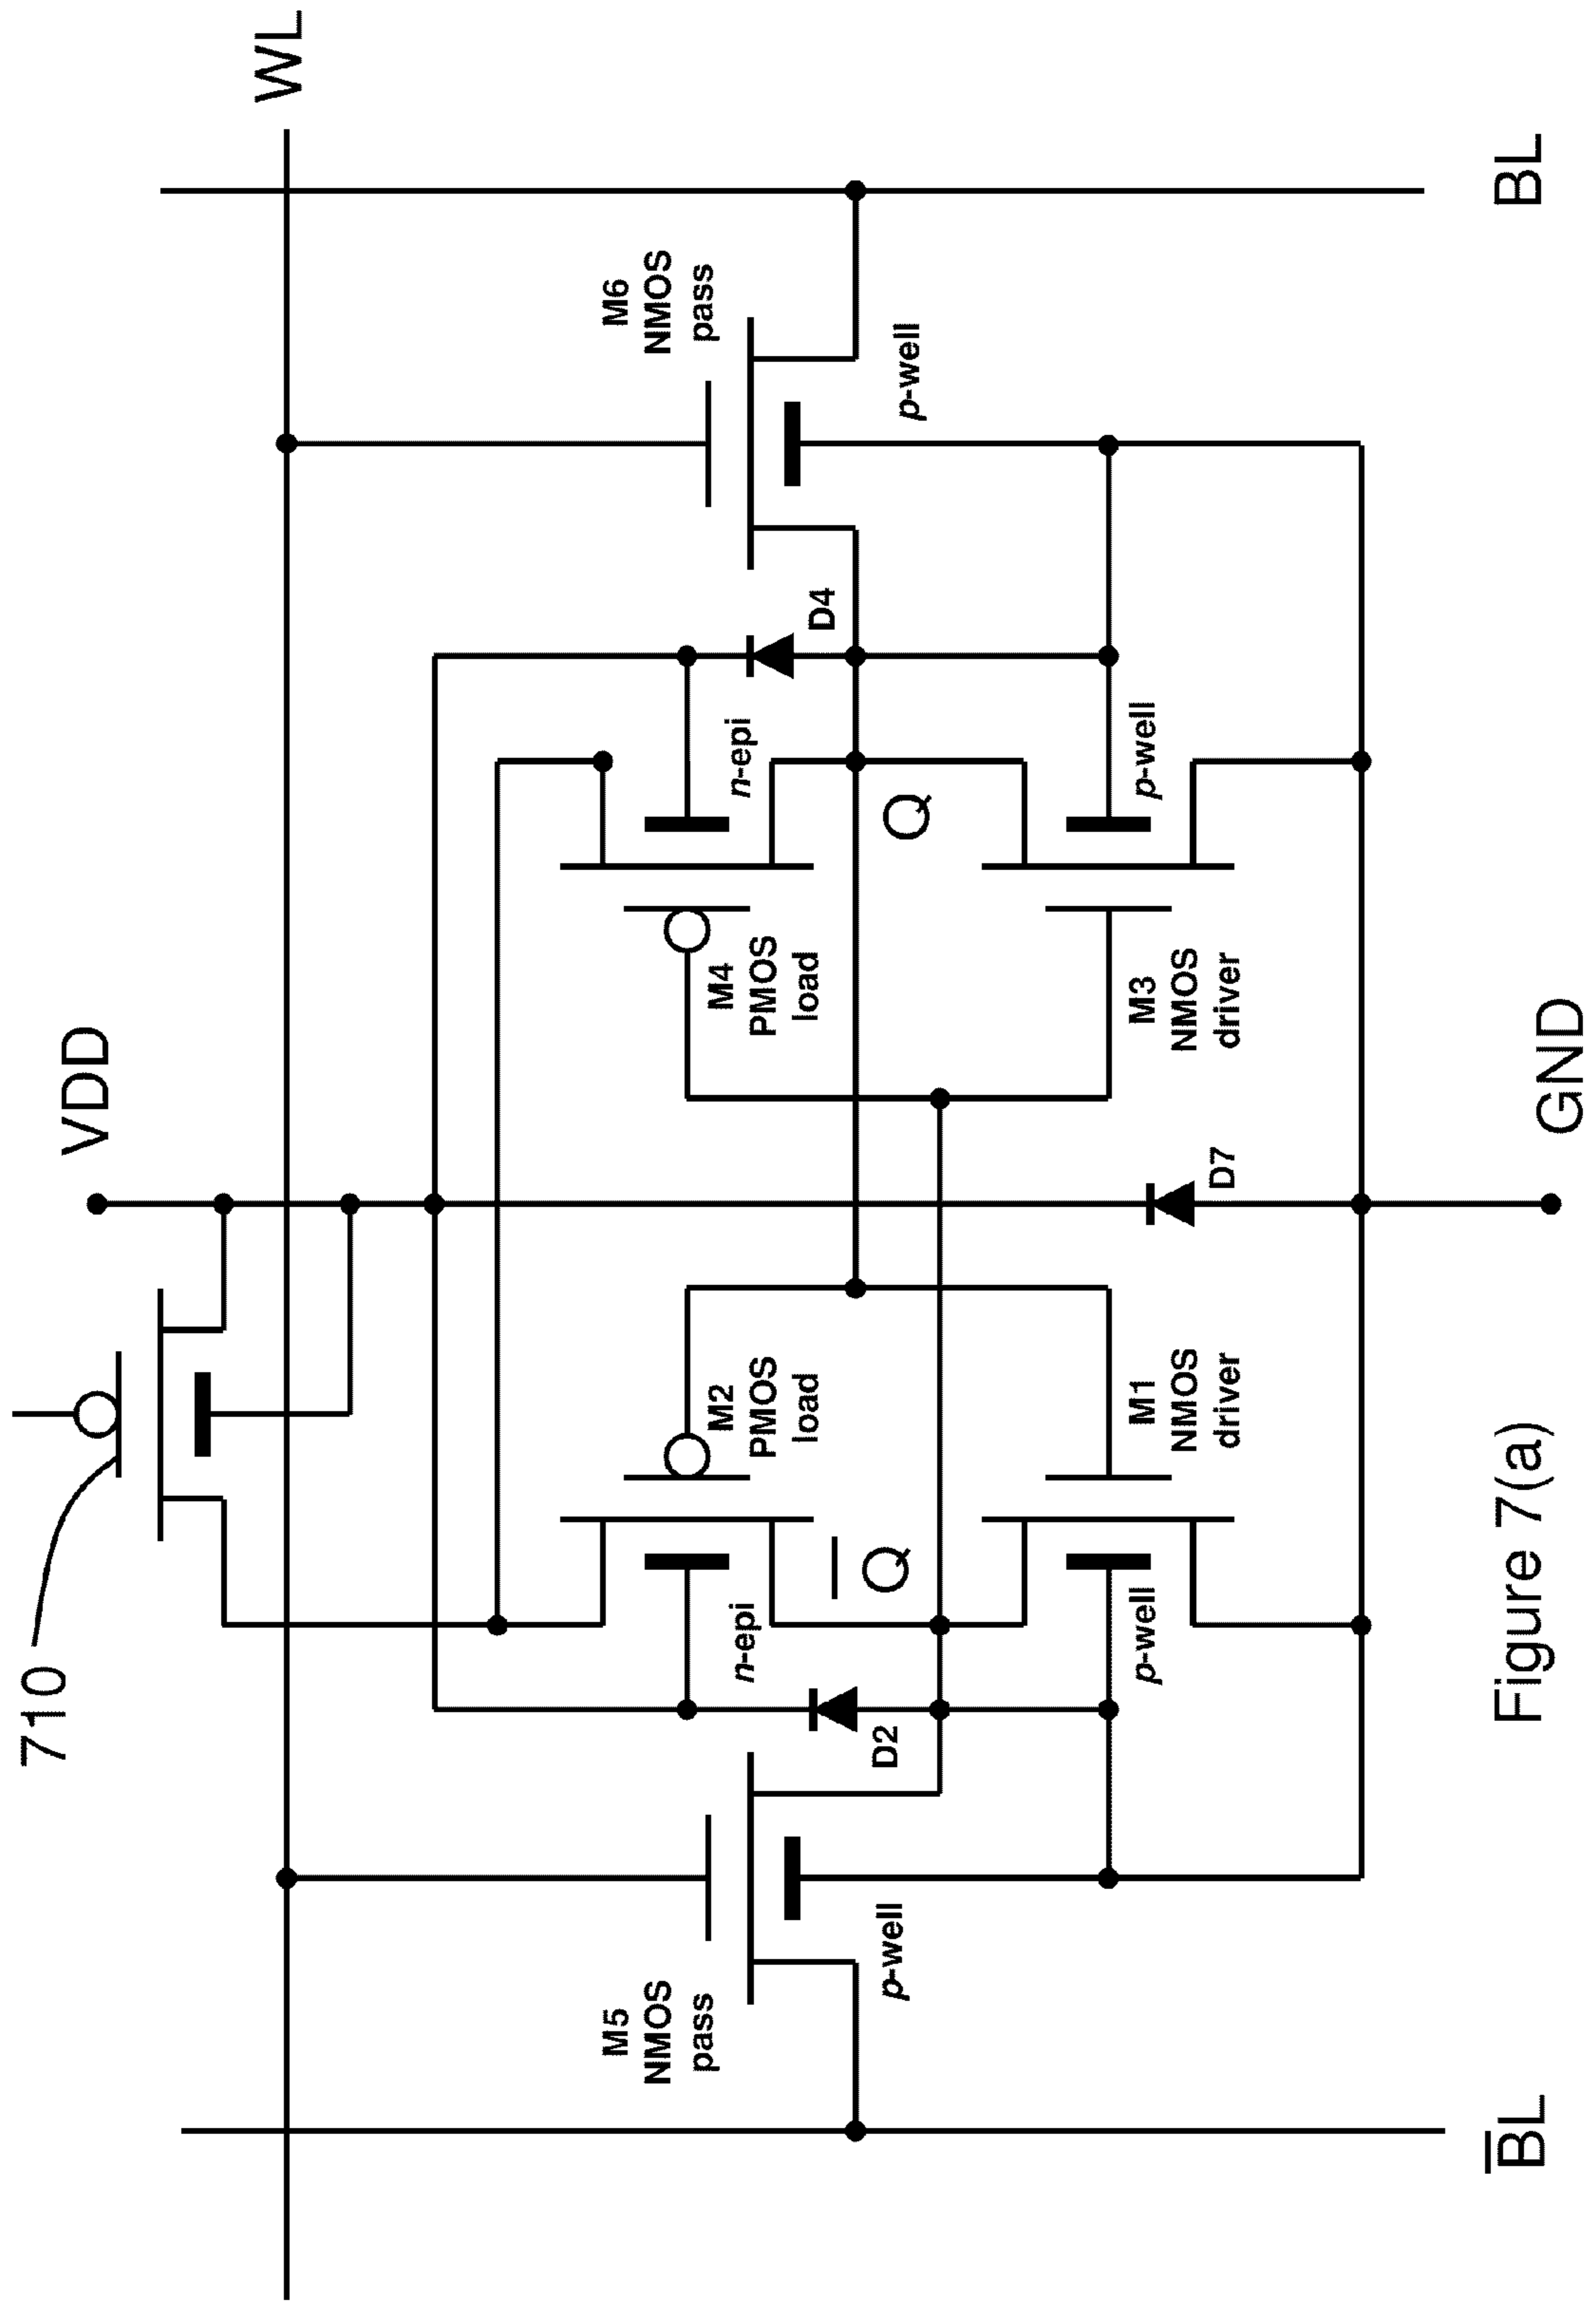 710
VDD
WL
M5
NMOS
pass
p-well
D2
n-epi
M2
PMOS
load
Q̅
p-well
M1
NMOS
driver
D7
M4
PMOS
load
n-epi
Q
M3
NMOS
driver
p-well
D4
M6
NMOS
pass
p-well
B̅L
GND
BL
Figure 7(a)